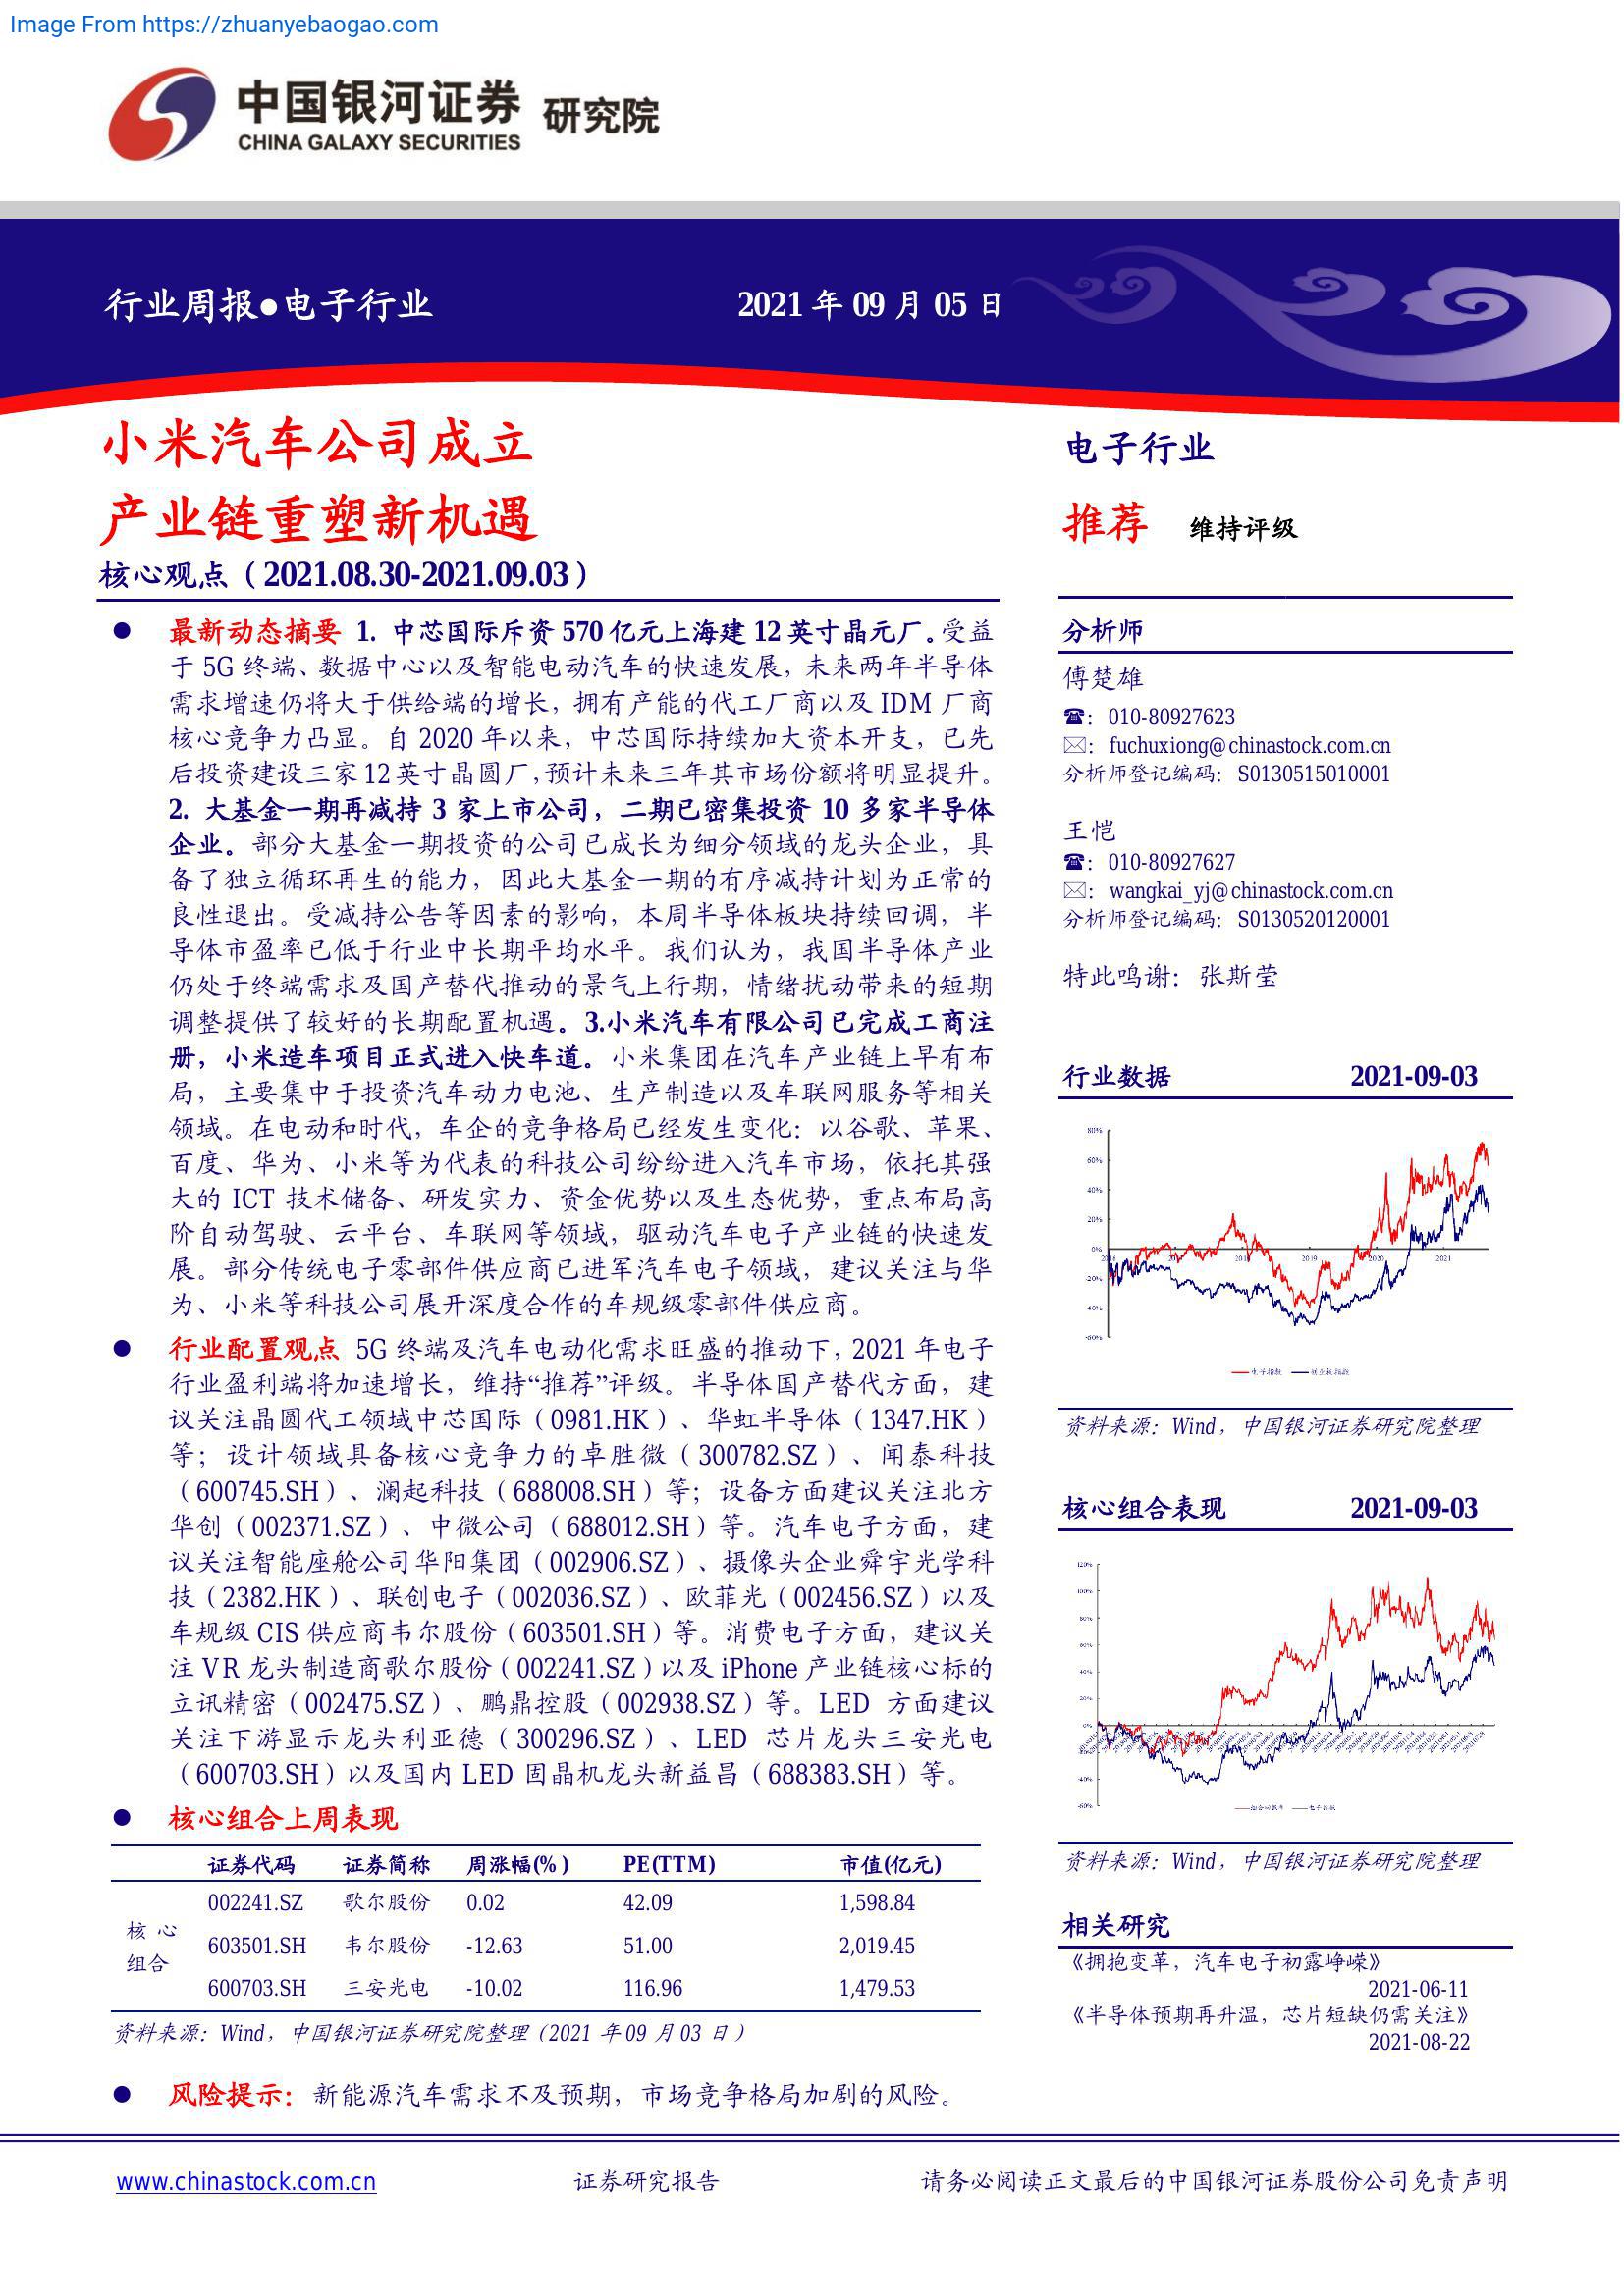 Image From https://zhuanyebaogao.com
中国银河证券 研究院
CHINA GALAXY SECURITIES
行业周报●电子行业
2021 年 09 月 05 日
小米汽车公司成立
产业链重塑新机遇
核心观点（2021.08.30-2021.09.03）
● 最新动态摘要 1. 中芯国际斥资 570 亿元上海建 12 英寸晶元厂。受益
于 5G 终端、数据中心以及智能电动汽车的快速发展，未来两年半导体
需求增速仍将大于供给端的增长，拥有产能的代工厂商以及 IDM 厂商
核心竞争力凸显。自 2020 年以来，中芯国际持续加大资本开支，已先
后投资建设三家 12 英寸晶圆厂，预计未来三年其市场份额将明显提升。
2. 大基金一期再减持 3 家上市公司，二期已密集投资 10 多家半导体
企业。部分大基金一期投资的公司已成长为细分领域的龙头企业，具
备了独立循环再生的能力，因此大基金一期的有序减持计划为正常的
良性退出。受减持公告等因素的影响，本周半导体板块持续回调，半
导体市盈率已低于行业中长期平均水平。我们认为，我国半导体产业
仍处于终端需求及国产替代推动的景气上行期，情绪扰动带来的短期
调整提供了较好的长期配置机遇。3.小米汽车有限公司已完成工商注
册，小米造车项目正式进入快车道。小米集团在汽车产业链上早有布
局，主要集中于投资汽车动力电池、生产制造以及车联网服务等相关
领域。在电动和时代，车企的竞争格局已经发生变化：以谷歌、苹果、
百度、华为、小米等为代表的科技公司纷纷进入汽车市场，依托其强
大的 ICT 技术储备、研发实力、资金优势以及生态优势，重点布局高
阶自动驾驶、云平台、车联网等领域，驱动汽车电子产业链的快速发
展。部分传统电子零部件供应商已进军汽车电子领域，建议关注与华
为、小米等科技公司展开深度合作的车规级零部件供应商。
● 行业配置观点 5G 终端及汽车电动化需求旺盛的推动下，2021 年电子
行业盈利端将加速增长，维持“推荐”评级。半导体国产替代方面，建
议关注晶圆代工领域中芯国际（0981.HK）、华虹半导体（1347.HK）
等；设计领域具备核心竞争力的卓胜微（300782.SZ）、闻泰科技
（600745.SH）、澜起科技（688008.SH）等；设备方面建议关注北方
华创（002371.SZ）、中微公司（688012.SH）等。汽车电子方面，建
议关注智能座舱公司华阳集团（002906.SZ）、摄像头企业舜宇光学科
技（2382.HK）、联创电子（002036.SZ）、欧菲光（002456.SZ）以及
车规级 CIS 供应商韦尔股份（603501.SH）等。消费电子方面，建议关
注 VR 龙头制造商歌尔股份（002241.SZ）以及 iPhone 产业链核心标的
立讯精密（002475.SZ）、鹏鼎控股（002938.SZ）等。LED 方面建议
关注下游显示龙头利亚德（300296.SZ）、LED 芯片龙头三安光电
（600703.SH）以及国内 LED 固晶机龙头新益昌（688383.SH）等。
● 核心组合上周表现
证券代码 证券简称 周涨幅(%) PE(TTM) 市值(亿元)
核心组合
002241.SZ 歌尔股份 0.02 42.09 1,598.84
603501.SH 韦尔股份 -12.63 51.00 2,019.45
600703.SH 三安光电 -10.02 116.96 1,479.53
资料来源：Wind，中国银河证券研究院整理（2021 年 09 月 03 日）
● 风险提示：新能源汽车需求不及预期，市场竞争格局加剧的风险。
电子行业
推荐 维持评级
分析师
傅楚雄
☎：010-80927623
✉：fuchuxiong@chinastock.com.cn
分析师登记编码：S0130515010001
王恺
☎：010-80927627
✉：wangkai_yj@chinastock.com.cn
分析师登记编码：S0130520120001
特此鸣谢：张斯莹
行业数据 2021-09-03
80%
60%
40%
20%
0%
-20%
-40%
-60%
2019 2020 2021
电子指数 创业板指数
资料来源：Wind，中国银河证券研究院整理
核心组合表现 2021-09-03
120%
100%
80%
60%
40%
20%
0%
-20%
-40%
-60%
资料来源：Wind，中国银河证券研究院整理
相关研究
《拥抱变革，汽车电子初露峥嵘》
2021-06-11
《半导体预期再升温，芯片短缺仍需关注》
2021-08-22
www.chinastock.com.cn
证券研究报告
请务必阅读正文最后的中国银河证券股份公司免责声明